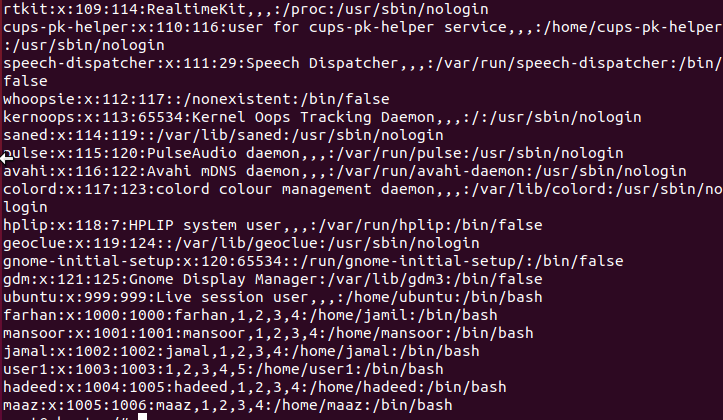 rtkit:x:109:114:RealtimeKit,,,:/proc:/usr/sbin/nologin
cups-pk-helper:x:110:116:user for cups-pk-helper service,,,:/home/cups-pk-helper
:/usr/sbin/nologin
speech-dispatcher:x:111:29:Speech Dispatcher,,,:/var/run/speech-dispatcher:/bin/
false
whoopsie:x:112:117::/nonexistent:/bin/false
kernoops:x:113:65534:Kernel Oops Tracking Daemon,,,:/:/usr/sbin/nologin
saned:x:114:119::/var/lib/saned:/usr/sbin/nologin
pulse:x:115:120:PulseAudio daemon,,,:/var/run/pulse:/usr/sbin/nologin
avahi:x:116:122:Avahi mDNS daemon,,,:/var/run/avahi-daemon:/usr/sbin/nologin
colord:x:117:123:colord colour management daemon,,,:/var/lib/colord:/usr/sbin/no
login
hplip:x:118:7:HPLIP system user,,,:/var/run/hplip:/bin/false
geoclue:x:119:124::/var/lib/geoclue:/usr/sbin/nologin
gnome-initial-setup:x:120:65534::/run/gnome-initial-setup/:/bin/false
gdm:x:121:125:Gnome Display Manager:/var/lib/gdm3:/bin/false
ubuntu:x:999:999:Live session user,,,:/home/ubuntu:/bin/bash
farhan:x:1000:1000:farhan,1,2,3,4:/home/jamil:/bin/bash
mansoor:x:1001:1001:mansoor,1,2,3,4:/home/mansoor:/bin/bash
jamal:x:1002:1002:jamal,1,2,3,4:/home/jamal:/bin/bash
user1:x:1003:1003:1,2,3,4,5:/home/user1:/bin/bash
hadeed:x:1004:1005:hadeed,1,2,3,4:/home/hadeed:/bin/bash
maaz:x:1005:1006:maaz,1,2,3,4:/home/maaz:/bin/bash